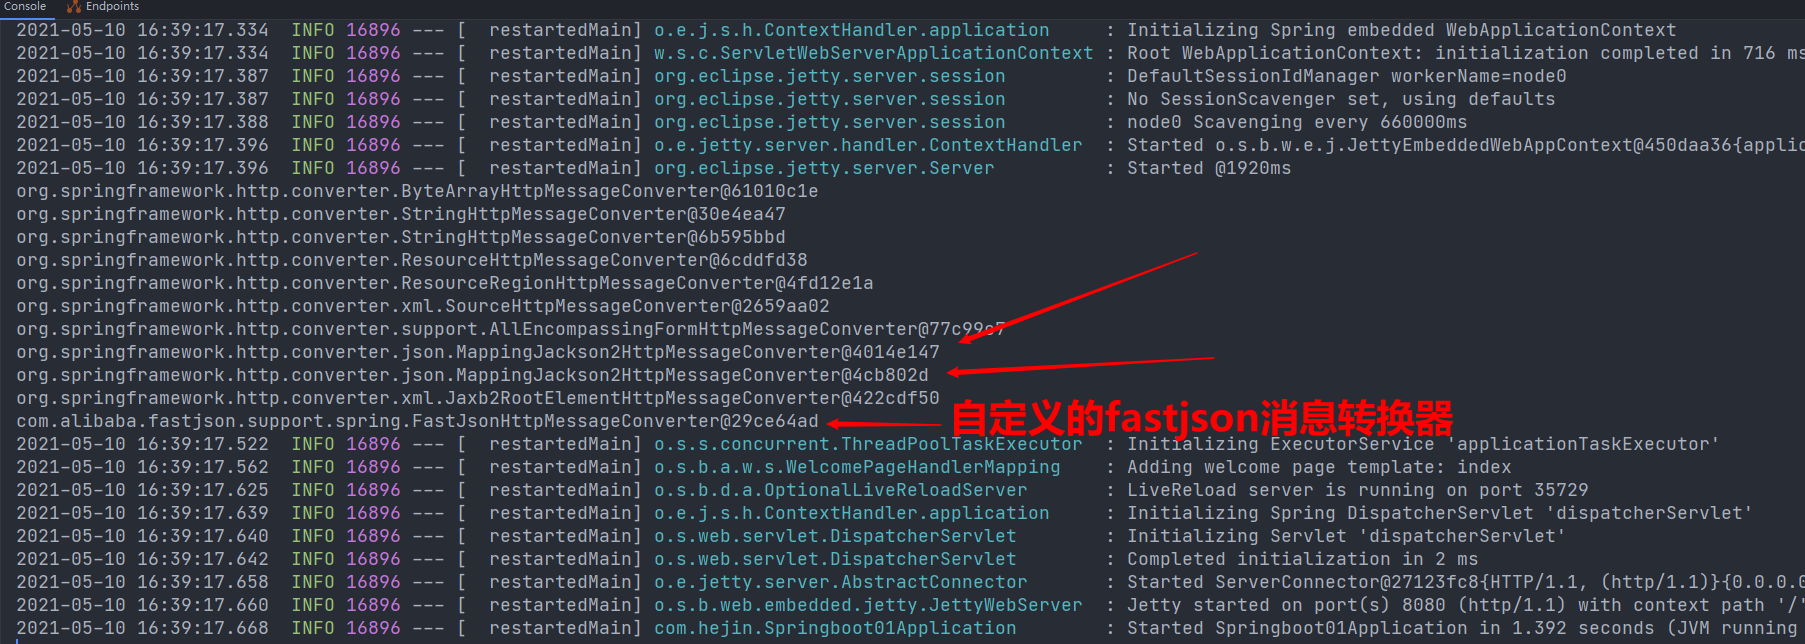 Console Endpoints
2021-05-10 16:39:17.334 INFO 16896 --- [ restartedMain] o.e.j.s.h.ContextHandler.application : Initializing Spring embedded WebApplicationContext
2021-05-10 16:39:17.334 INFO 16896 --- [ restartedMain] w.s.c.ServletWebServerApplicationContext : Root WebApplicationContext: initialization completed in 716 ms
2021-05-10 16:39:17.387 INFO 16896 --- [ restartedMain] org.eclipse.jetty.server.session : DefaultSessionIdManager workerName=node0
2021-05-10 16:39:17.387 INFO 16896 --- [ restartedMain] org.eclipse.jetty.server.session : No SessionScavenger set, using defaults
2021-05-10 16:39:17.388 INFO 16896 --- [ restartedMain] org.eclipse.jetty.server.session : node0 Scavenging every 660000ms
2021-05-10 16:39:17.396 INFO 16896 --- [ restartedMain] o.e.jetty.server.handler.ContextHandler : Started o.s.b.w.e.j.JettyEmbeddedWebAppContext@450daa36{applic
2021-05-10 16:39:17.396 INFO 16896 --- [ restartedMain] org.eclipse.jetty.server.Server : Started @1920ms
org.springframework.http.converter.ByteArrayHttpMessageConverter@61010c1e
org.springframework.http.converter.StringHttpMessageConverter@30e4ea47
org.springframework.http.converter.StringHttpMessageConverter@6b595bbd
org.springframework.http.converter.ResourceHttpMessageConverter@6cddfd38
org.springframework.http.converter.ResourceRegionHttpMessageConverter@4fd12e1a
org.springframework.http.converter.xml.SourceHttpMessageConverter@2659aa02
org.springframework.http.converter.support.AllEncompassingFormHttpMessageConverter@77c99c7
org.springframework.http.converter.json.MappingJackson2HttpMessageConverter@4014e147
org.springframework.http.converter.json.MappingJackson2HttpMessageConverter@4cb802d
org.springframework.http.converter.xml.Jaxb2RootElementHttpMessageConverter@422cdf50
com.alibaba.fastjson.support.spring.FastJsonHttpMessageConverter@29ce64ad
自定义的fastjson消息转换器
2021-05-10 16:39:17.522 INFO 16896 --- [ restartedMain] o.s.s.concurrent.ThreadPoolTaskExecutor : Initializing ExecutorService 'applicationTaskExecutor'
2021-05-10 16:39:17.562 INFO 16896 --- [ restartedMain] o.s.b.a.w.s.WelcomePageHandlerMapping : Adding welcome page template: index
2021-05-10 16:39:17.625 INFO 16896 --- [ restartedMain] o.s.b.d.a.OptionalLiveReloadServer : LiveReload server is running on port 35729
2021-05-10 16:39:17.639 INFO 16896 --- [ restartedMain] o.e.j.s.h.ContextHandler.application : Initializing Spring DispatcherServlet 'dispatcherServlet'
2021-05-10 16:39:17.640 INFO 16896 --- [ restartedMain] o.s.web.servlet.DispatcherServlet : Initializing Servlet 'dispatcherServlet'
2021-05-10 16:39:17.642 INFO 16896 --- [ restartedMain] o.s.web.servlet.DispatcherServlet : Completed initialization in 2 ms
2021-05-10 16:39:17.658 INFO 16896 --- [ restartedMain] o.e.jetty.server.AbstractConnector : Started ServerConnector@27123fc8{HTTP/1.1, (http/1.1)}{0.0.0.0
2021-05-10 16:39:17.660 INFO 16896 --- [ restartedMain] o.s.b.web.embedded.jetty.JettyWebServer : Jetty started on port(s) 8080 (http/1.1) with context path '/'
2021-05-10 16:39:17.668 INFO 16896 --- [ restartedMain] com.hejin.Springboot01Application : Started Springboot01Application in 1.392 seconds (JVM running